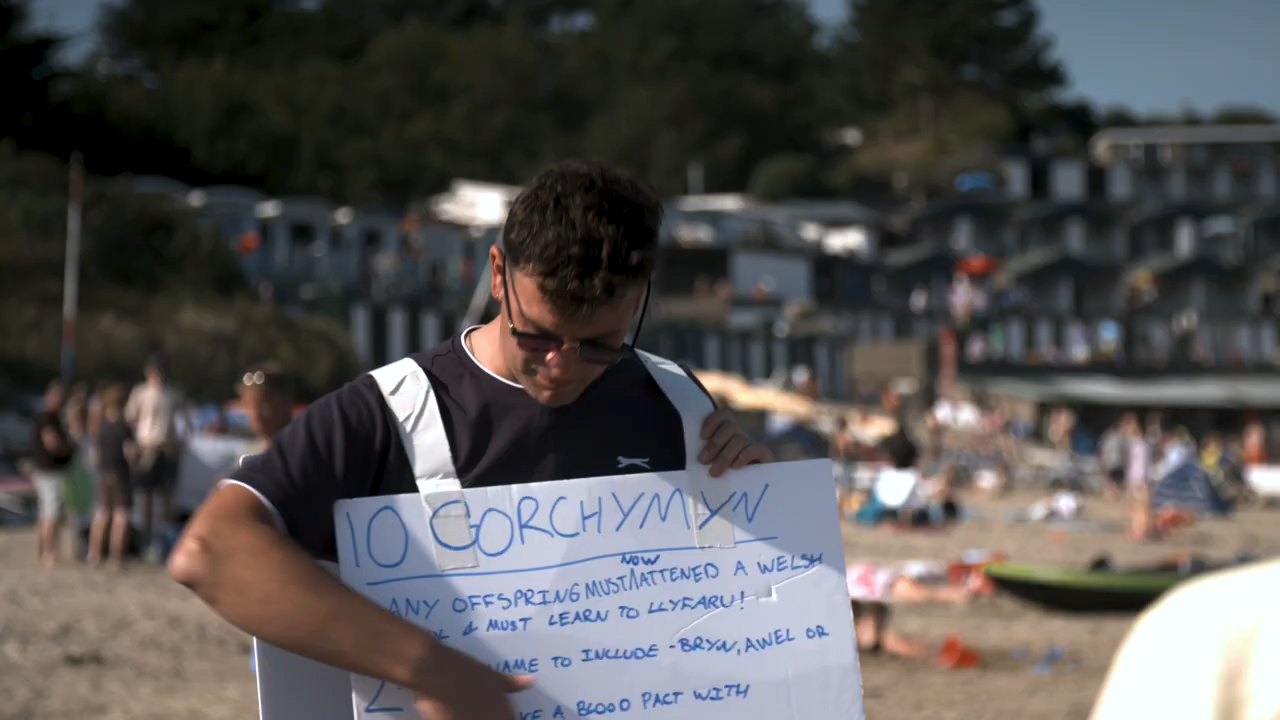 10 GORCHYMYN
NOW
ANY OFFSPRING MUST ATTENED A WELSH
& MUST LEARN TO LLYFARU!
NAME TO INCLUDE - BRYN, AWEL OR
2
A BLOOD PACT WITH